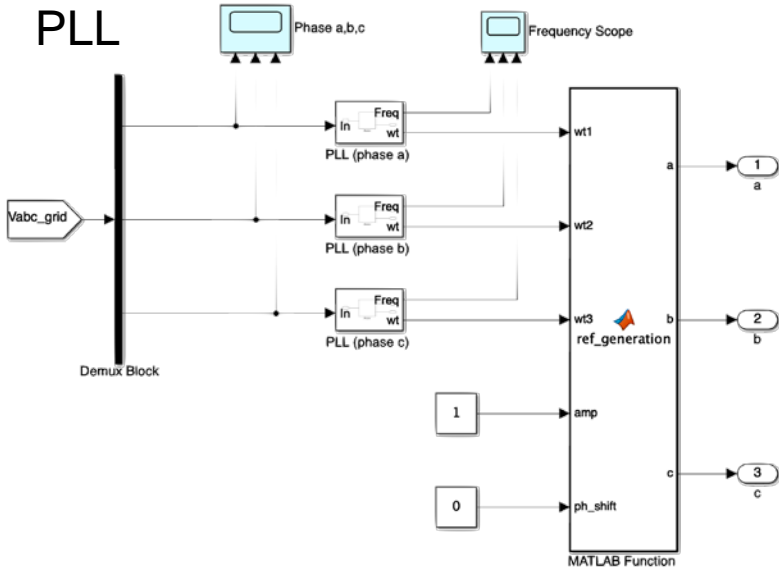 PLL
Phase a,b,c
Frequency Scope
Freq
In
wt
PLL (phase a)
wt1
a
1
a
Vabc_grid
Freq
In
wt
PLL (phase b)
wt2
Freq
In
wt
PLL (phase c)
wt3
b
2
b
ref_generation
Demux Block
1
amp
c
3
c
0
ph_shift
MATLAB Function